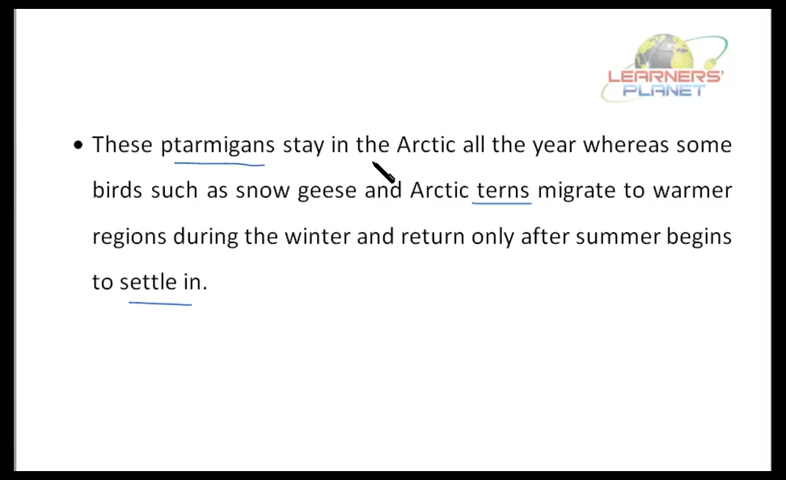 LEARNERS'
PLANET
• These ptarmigans stay in the Arctic all the year whereas some
birds such as snow geese and Arctic terns migrate to warmer
regions during the winter and return only after summer begins
to settle in.